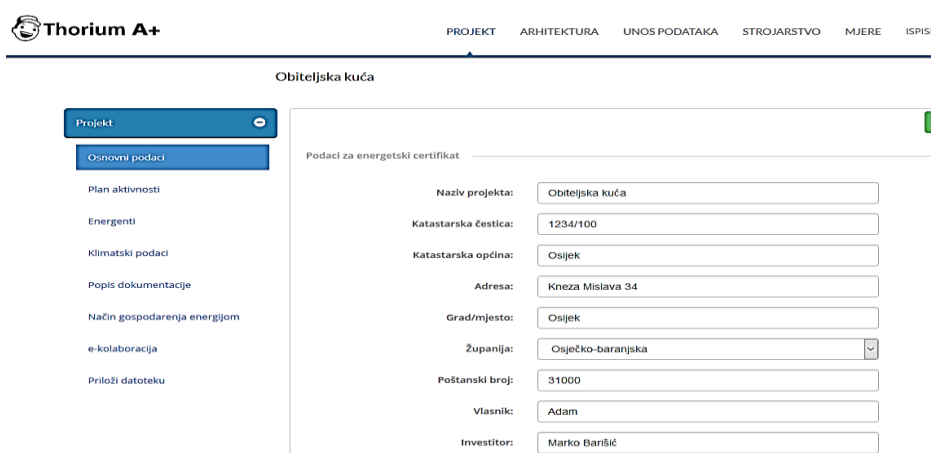 Thorium A+
PROJEKT ARHITEKTURA UNOS PODATAKA STROJARSTVO MJERE ISPISI
Obiteljska kuća
Projekt
Osnovni podaci
Plan aktivnosti
Energenti
Klimatski podaci
Popis dokumentacije
Način gospodarenja energijom
e-kolaboracija
Priloži datoteku
Podaci za energetski certifikat
Naziv projekta: Obiteljska kuća
Katastarska čestica: 1234/100
Katastarska općina: Osijek
Adresa: Kneza Mislava 34
Grad/mjesto: Osijek
Županija: Osječko-baranjska
Poštanski broj: 31000
Vlasnik: Adam
Investitor: Marko Barišić